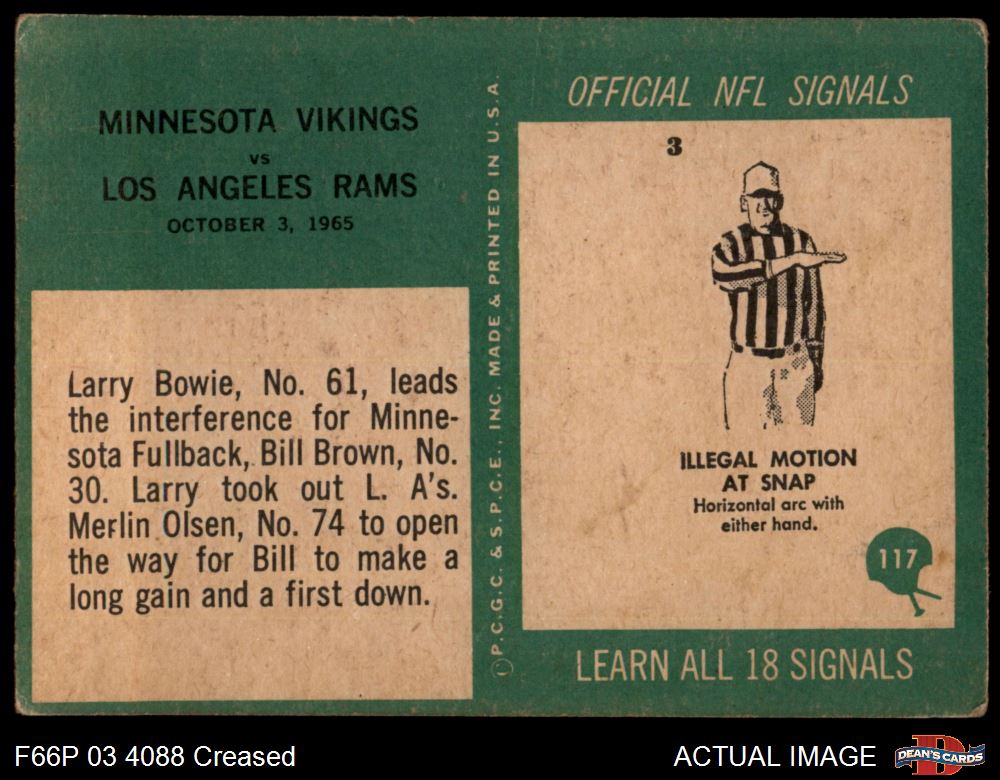 MINNESOTA VIKINGS
vs
LOS ANGELES RAMS
OCTOBER 3, 1965
Larry Bowie, No. 61, leads
the interference for Minne-
sota Fullback, Bill Brown, No.
30. Larry took out L. A's.
Merlin Olsen, No. 74 to open
the way for Bill to make a
long gain and a first down.
©P.C.G.C. & S.P.C.E., INC. MADE & PRINTED IN U.S.A.
OFFICIAL NFL SIGNALS
3
ILLEGAL MOTION
AT SNAP
Horizontal arc with
either hand.
117
LEARN ALL 18 SIGNALS
F66P 03 4088 Creased
ACTUAL IMAGE
D
DEAN'S CARDS